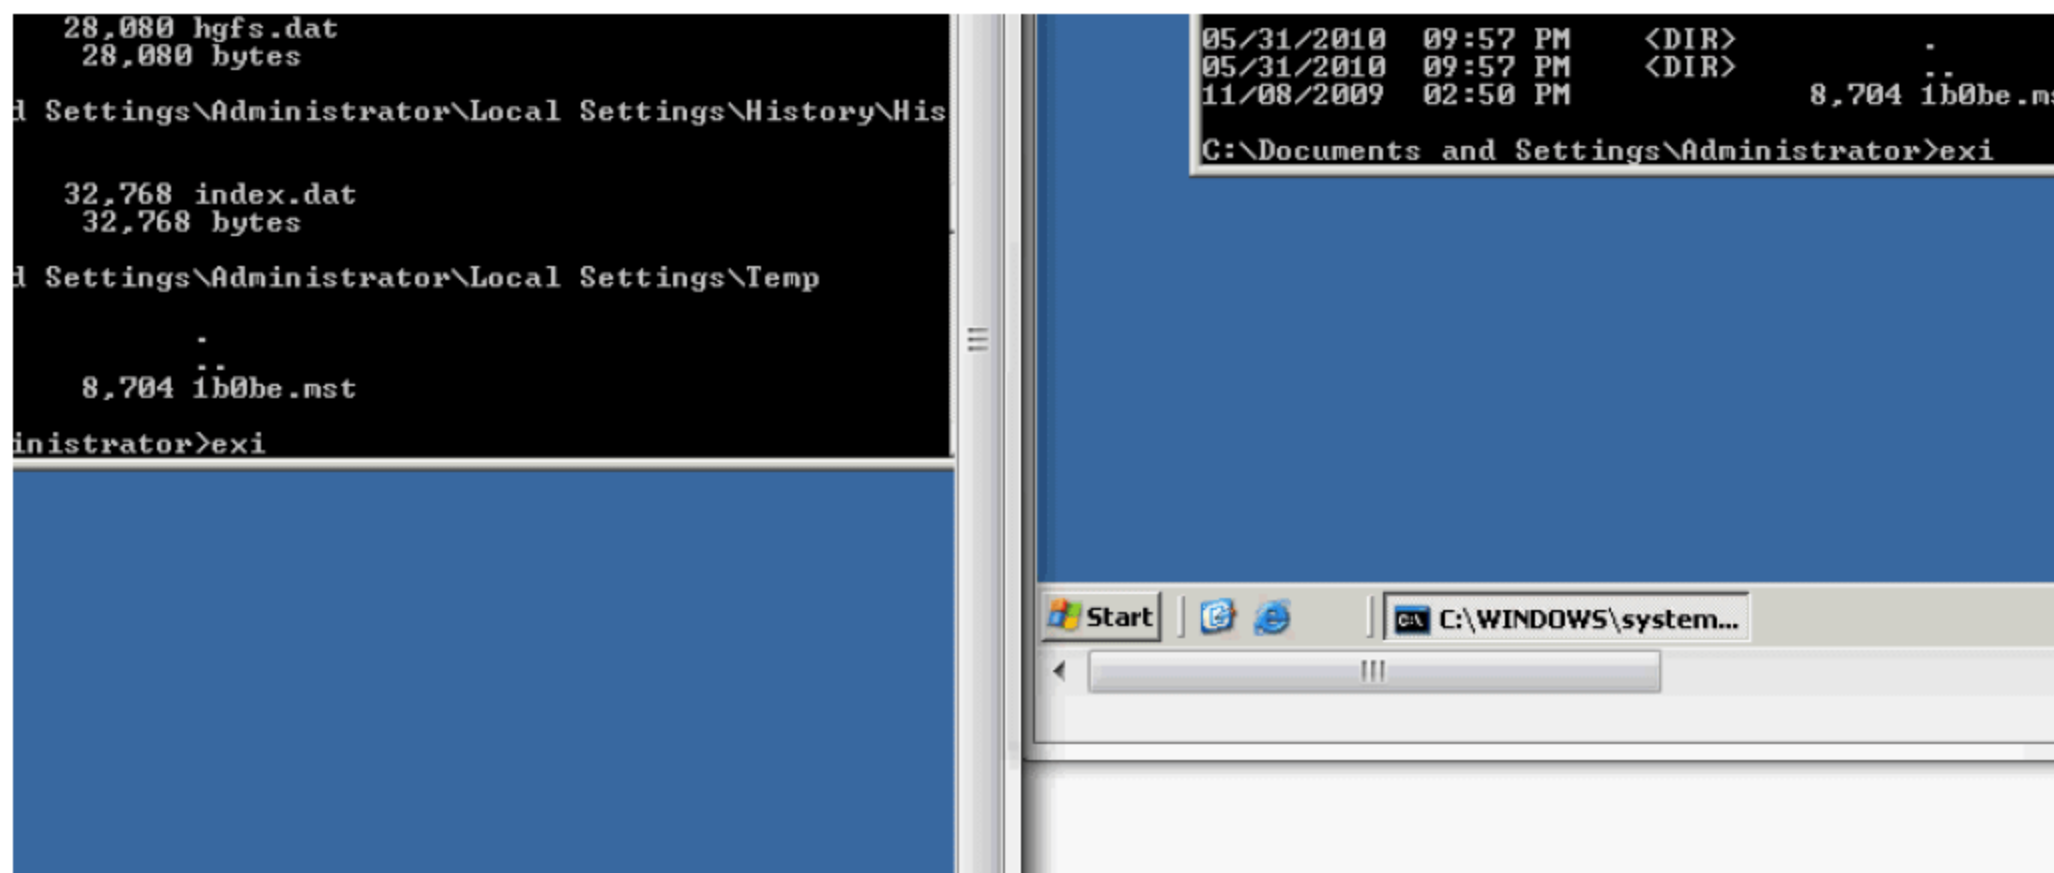 28,080 hgfs.dat
28,080 bytes
d Settings\Administrator\Local Settings\History\His
32,768 index.dat
32,768 bytes
d Settings\Administrator\Local Settings\Temp
.
..
8,704 1b0be.mst
inistrator>exi
05/31/2010 09:57 PM <DIR> .
05/31/2010 09:57 PM <DIR> ..
11/08/2009 02:50 PM 8,704 1b0be.ms
C:\Documents and Settings\Administrator>exi
Start
C:\WINDOWS\system...